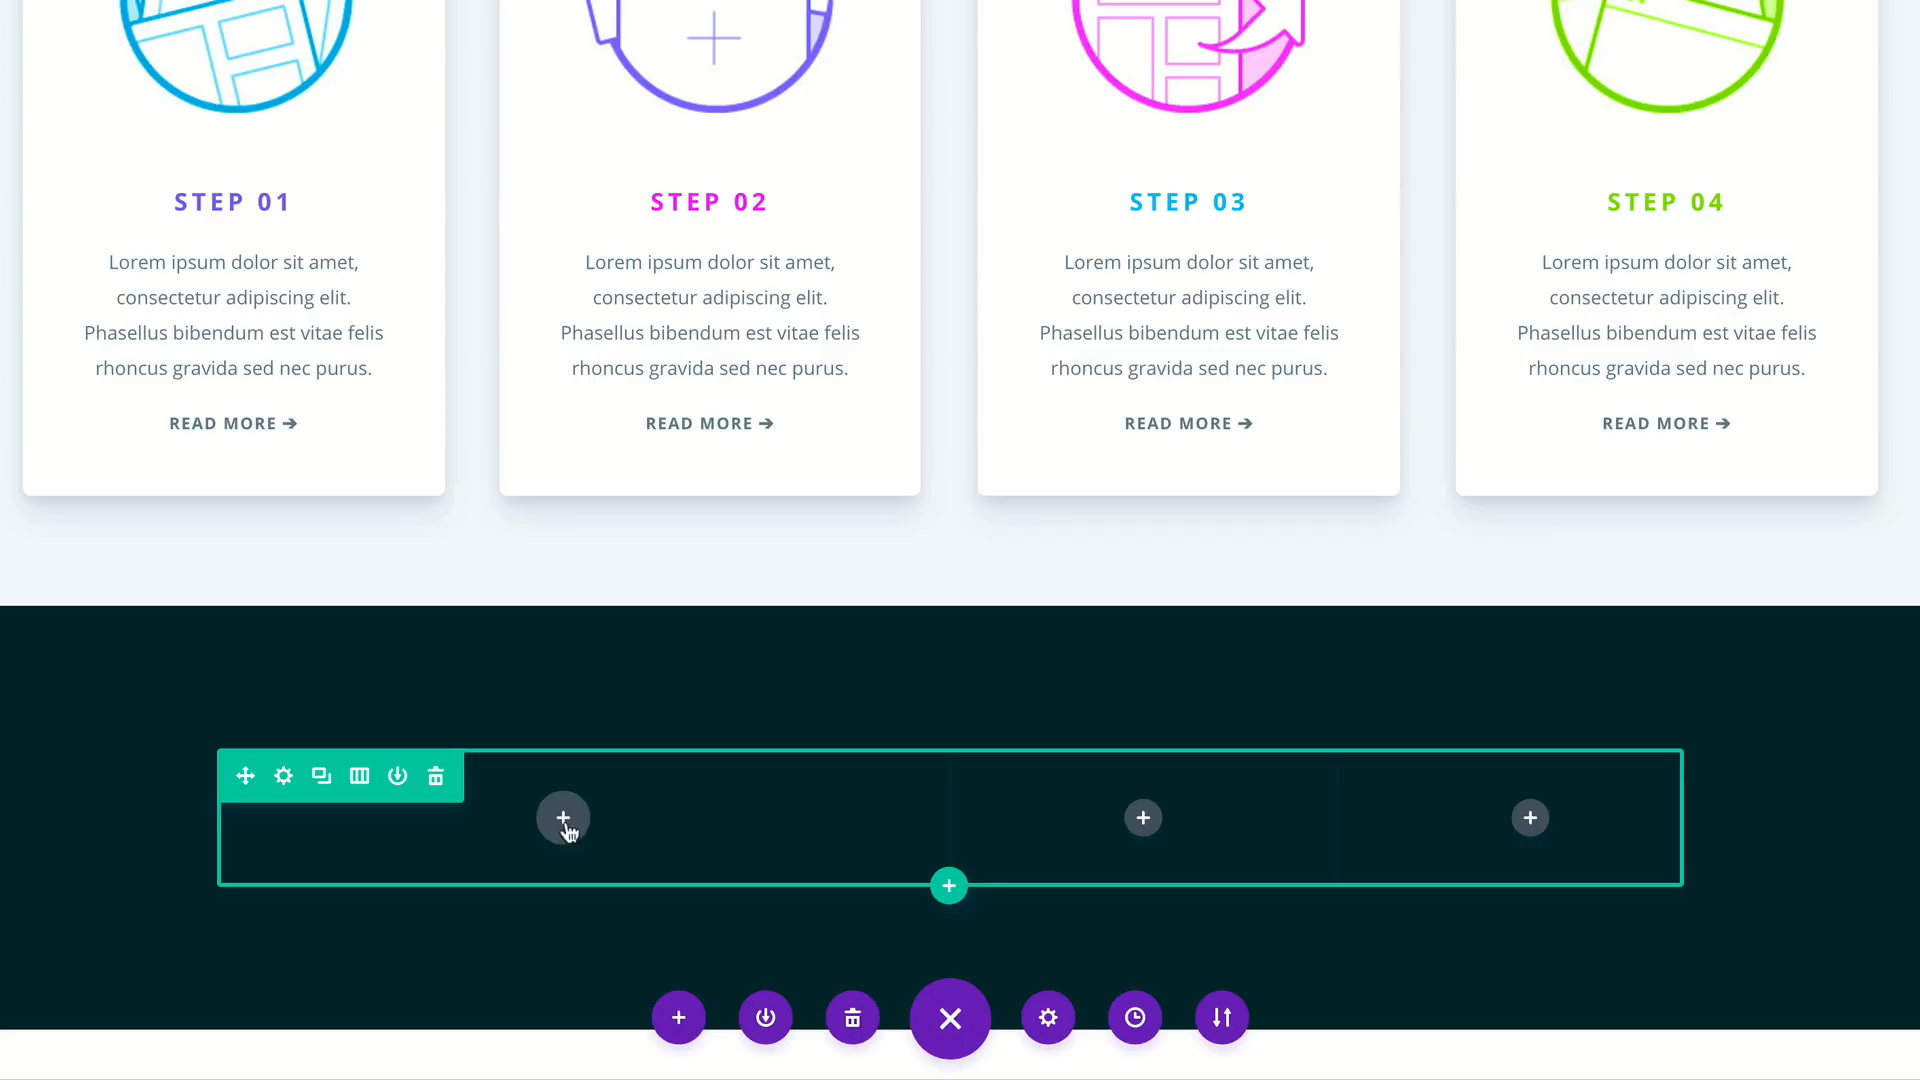 STEP 01
Lorem ipsum dolor sit amet,
consectetur adipiscing elit.
Phasellus bibendum est vitae felis
rhoncus gravida sed nec purus.
READ MORE ➔
STEP 02
Lorem ipsum dolor sit amet,
consectetur adipiscing elit.
Phasellus bibendum est vitae felis
rhoncus gravida sed nec purus.
READ MORE ➔
STEP 03
Lorem ipsum dolor sit amet,
consectetur adipiscing elit.
Phasellus bibendum est vitae felis
rhoncus gravida sed nec purus.
READ MORE ➔
STEP 04
Lorem ipsum dolor sit amet,
consectetur adipiscing elit.
Phasellus bibendum est vitae felis
rhoncus gravida sed nec purus.
READ MORE ➔